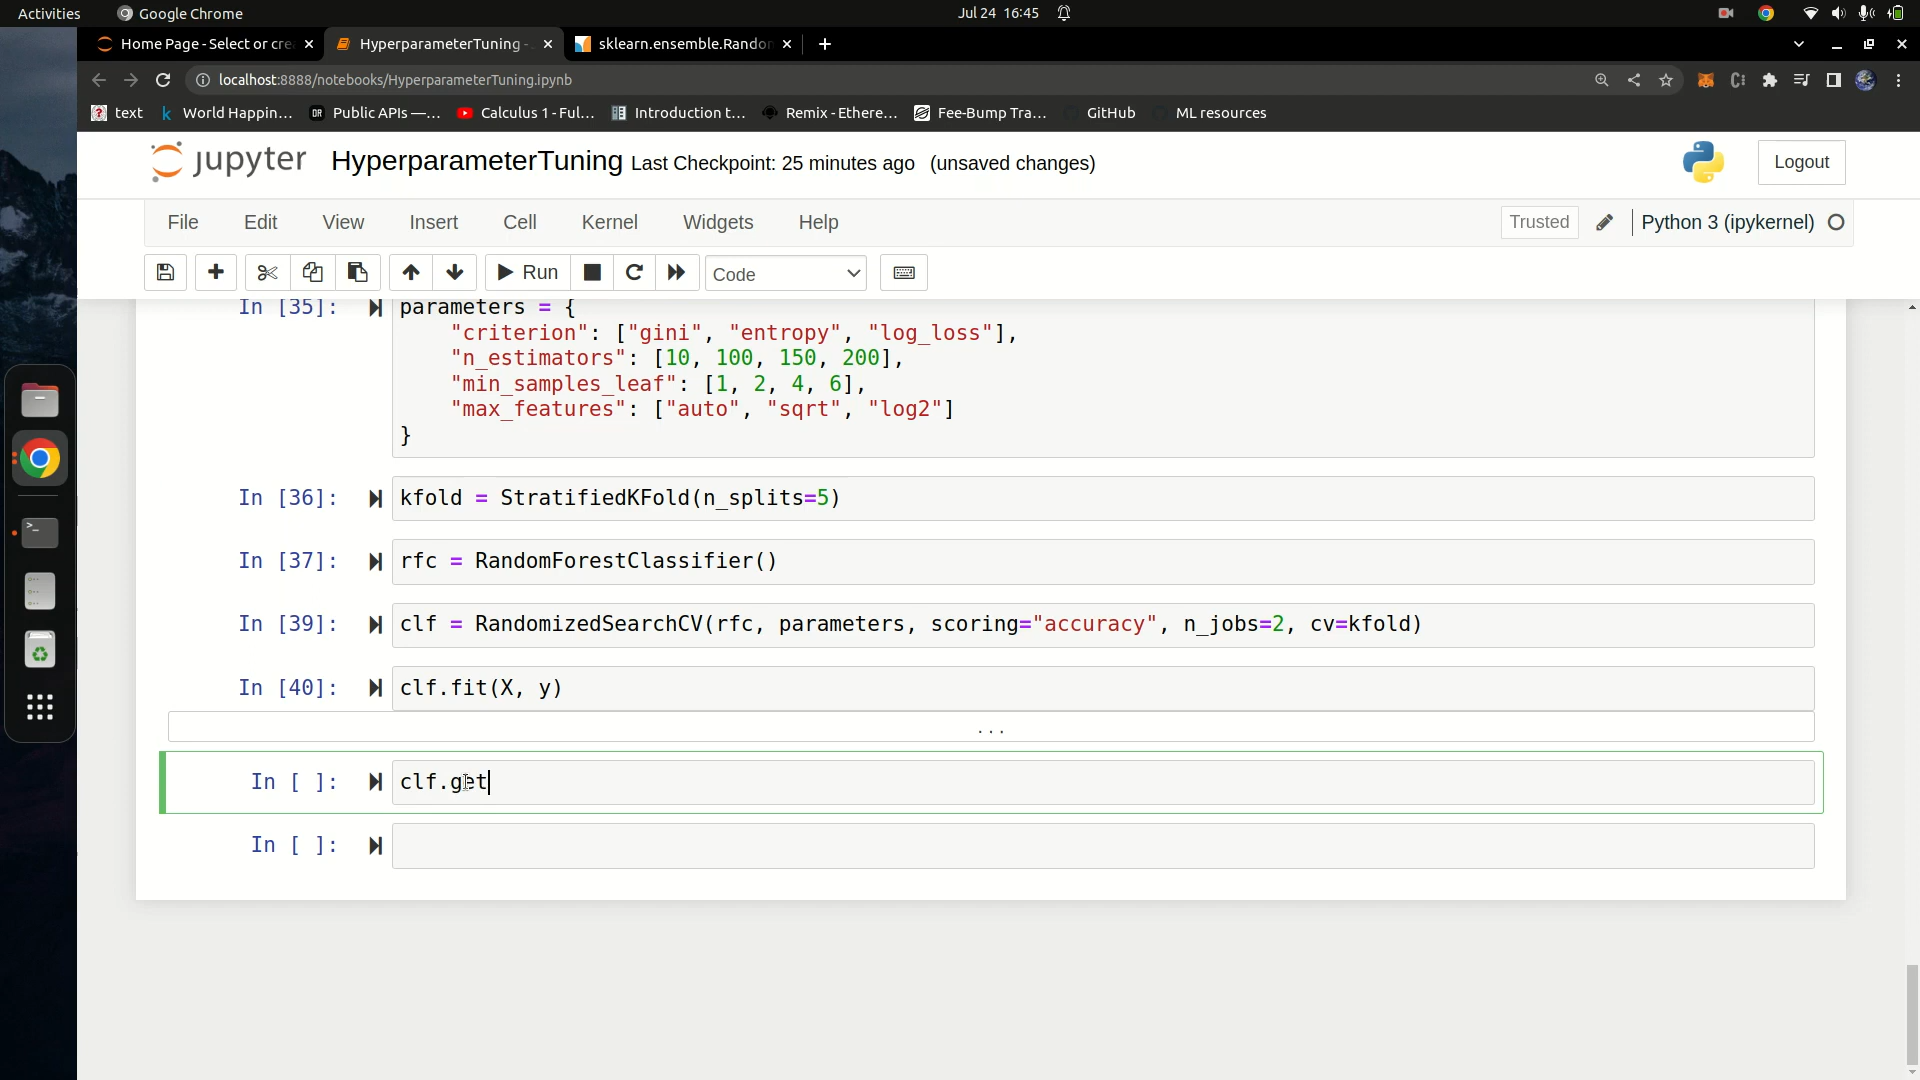 Activities
Google Chrome
Jul 24 16:45
Home Page - Select or cre
HyperparameterTuning -
sklearn.ensemble.Randor
localhost:8888/notebooks/HyperparameterTuning.ipynb
text
World Happin...
Public APIs —...
Calculus 1 - Ful...
Introduction t...
Remix - Ethere...
Fee-Bump Tra...
GitHub
ML resources
jupyter
HyperparameterTuning Last Checkpoint: 25 minutes ago (unsaved changes)
Logout
File Edit View Insert Cell Kernel Widgets Help
Trusted
Python 3 (ipykernel)
Run
Code
In [35]: parameters = {
"criterion": ["gini", "entropy", "log_loss"],
"n_estimators": [10, 100, 150, 200],
"min_samples_leaf": [1, 2, 4, 6],
"max_features": ["auto", "sqrt", "log2"]
}
In [36]: kfold = StratifiedKFold(n_splits=5)
In [37]: rfc = RandomForestClassifier()
In [39]: clf = RandomizedSearchCV(rfc, parameters, scoring="accuracy", n_jobs=2, cv=kfold)
In [40]: clf.fit(X, y)
...
In [ ]: clf.get
In [ ]: